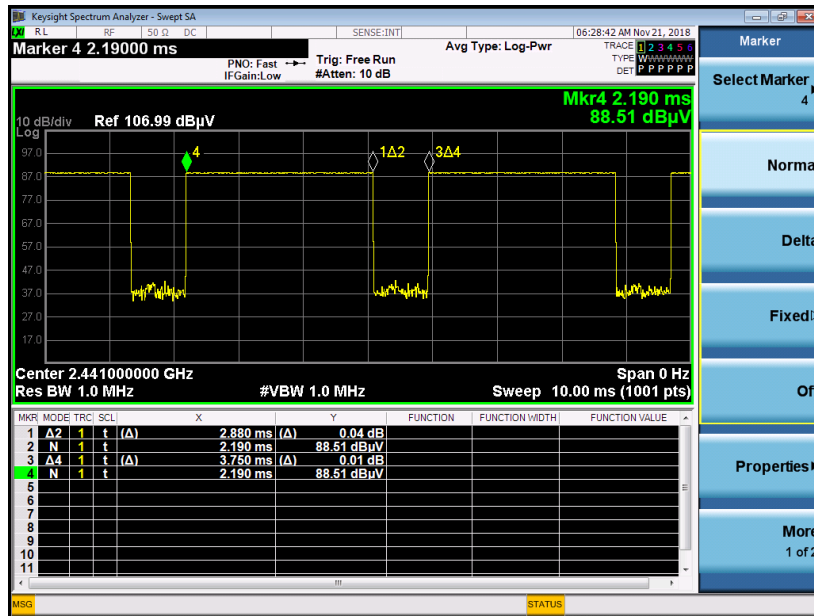 Keysight Spectrum Analyzer - Swept SA
RL RF 50 Ω DC SENSE:INT 06:28:42 AM Nov 21, 2018
Marker 4 2.19000 ms
Avg Type: Log-Pwr
TRACE 1 2 3 4 5 6
PNO: Fast Trig: Free Run
TYPE WWWWWW
IFGain:Low #Atten: 10 dB
DET P P P P P P
Mkr4 2.190 ms
10 dB/div Ref 106.99 dBµV 88.51 dBµV
Log
4 1Δ2 3Δ4
97.0
87.0
77.0
67.0
57.0
47.0
37.0
27.0
17.0
Center 2.441000000 GHz Span 0 Hz
Res BW 1.0 MHz #VBW 1.0 MHz Sweep 10.00 ms (1001 pts)
MKR MODE TRC SCL X Y FUNCTION FUNCTION WIDTH FUNCTION VALUE
1 Δ2 1 t (Δ) 2.880 ms (Δ) 0.04 dB
2 N 1 t 2.190 ms 88.51 dBµV
3 Δ4 1 t (Δ) 3.750 ms (Δ) 0.01 dB
4 N 1 t 2.190 ms 88.51 dBµV
5
6
7
8
9
10
11
MSG STATUS
Marker
Select Marker
4
Norma
Delta
Fixed
Of
Properties
More
1 of 2